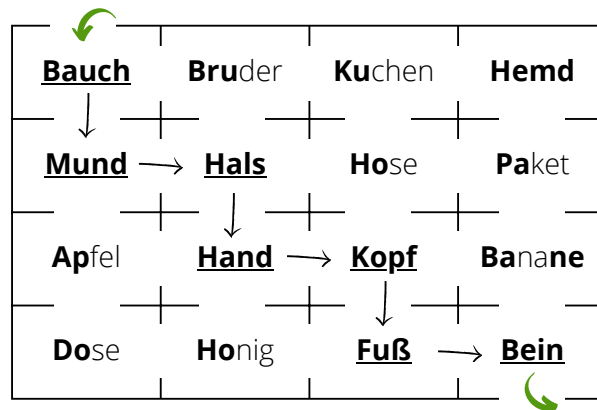 Bauch Bruder Kuchen Hemd
Mund Hals Hose Paket
Apfel Hand Kopf Banane
Dose Honig Fuß Bein